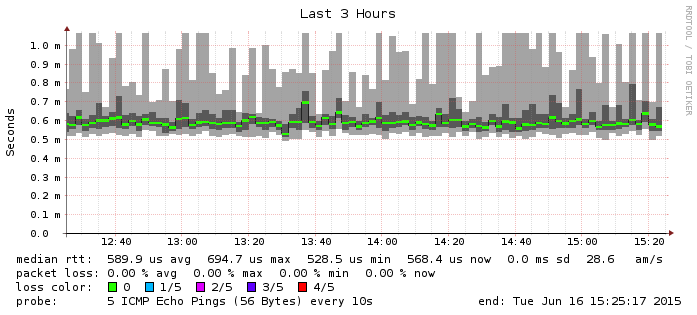 Last 3 Hours
RRDTOOL / TOBI OETIKER
Seconds
1.0 m
0.9 m
0.8 m
0.7 m
0.6 m
0.5 m
0.4 m
0.3 m
0.2 m
0.1 m
0.0
12:40 13:00 13:20 13:40 14:00 14:20 14:40 15:00 15:20
median rtt: 589.9 us avg 694.7 us max 528.5 us min 568.4 us now 0.0 ms sd 28.6 am/s
packet loss: 0.00 % avg 0.00 % max 0.00 % min 0.00 % now
loss color: 0 1/5 2/5 3/5 4/5
probe: 5 ICMP Echo Pings (56 Bytes) every 10s end: Tue Jun 16 15:25:17 2015